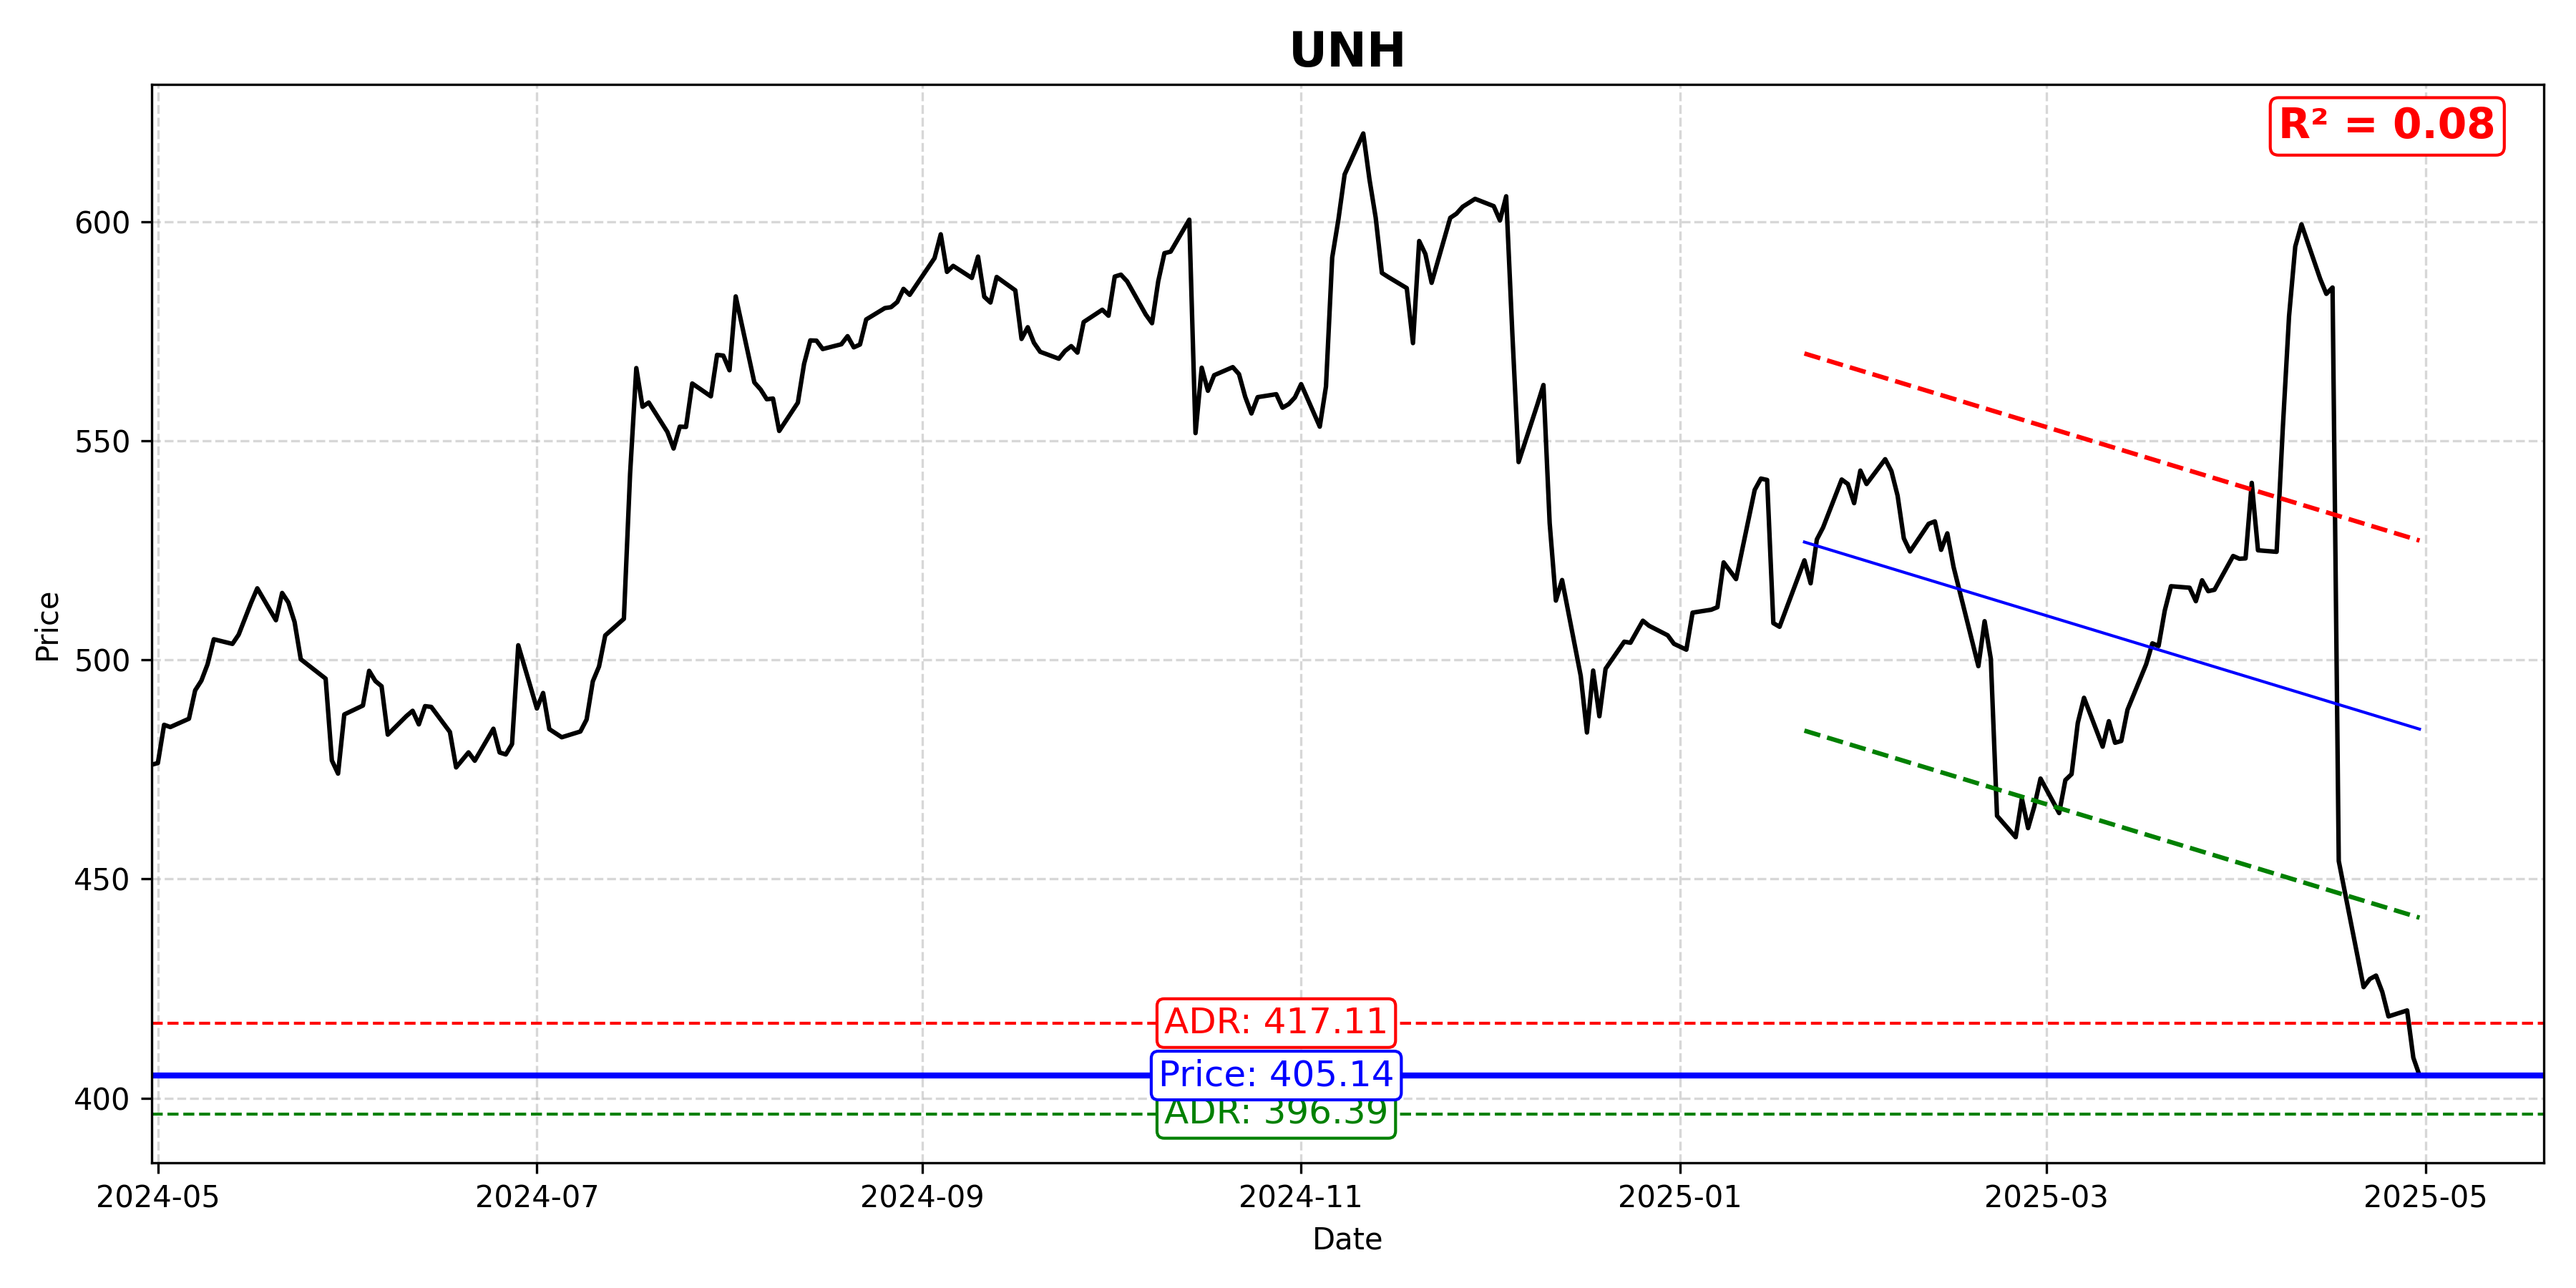 UNH
R² = 0.08
600
550
500
450
400
Price
ADR: 417.11
Price: 405.14
ADR: 396.39
2024-05
2024-07
2024-09
2024-11
2025-01
2025-03
2025-05
Date